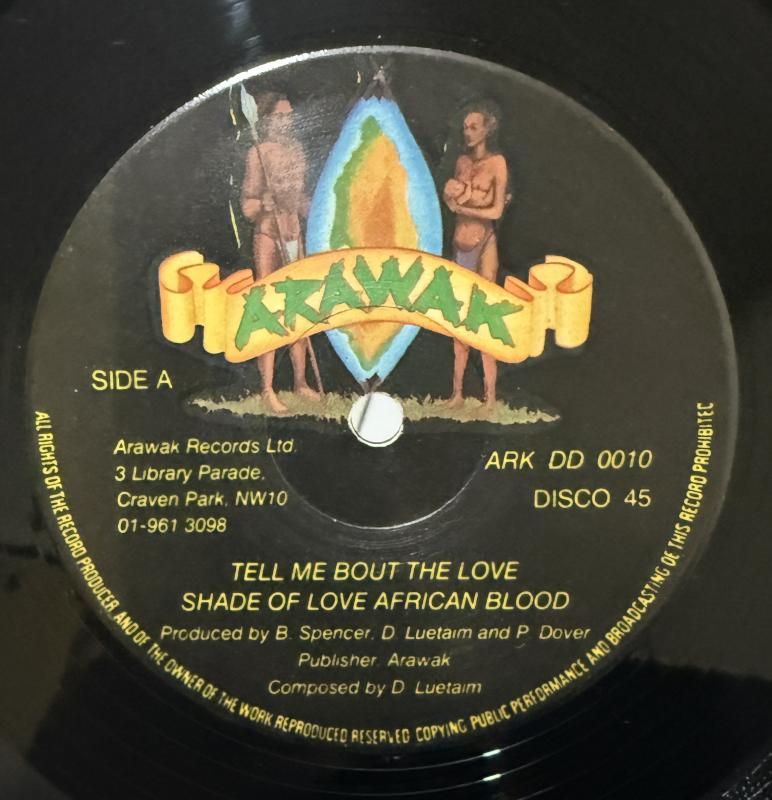 ARAWAK
SIDE A
Arawak Records Ltd.
3 Library Parade,
Craven Park, NW10
01-961 3098
ARK DD 0010
DISCO 45
TELL ME BOUT THE LOVE
SHADE OF LOVE AFRICAN BLOOD
Produced by B. Spencer, D. Luetaim and P. Dover
Publisher. Arawak
Composed by D. Luetaim
ALL RIGHTS OF THE RECORD PRODUCER AND OF THE OWNER OF THE WORK REPRODUCED RESERVED COPYING PUBLIC PERFORMANCE AND BROADCASTING OF THIS RECORD PROHIBITEC